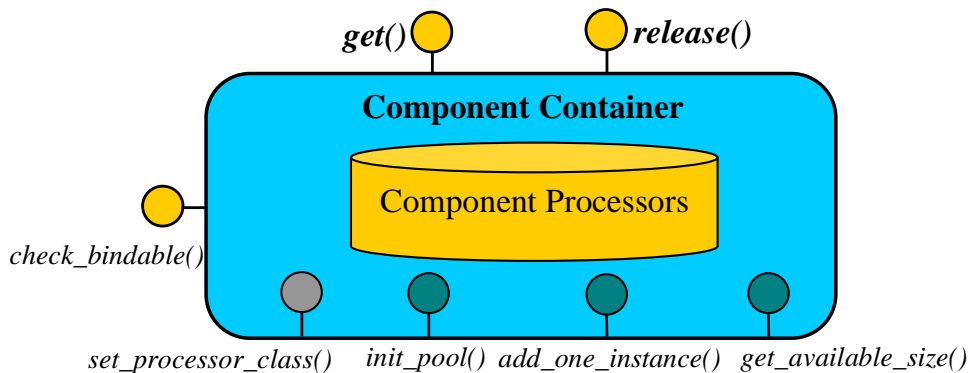 get() release()
Component Container
Component Processors
check_bindable()
set_processor_class() init_pool() add_one_instance() get_available_size()